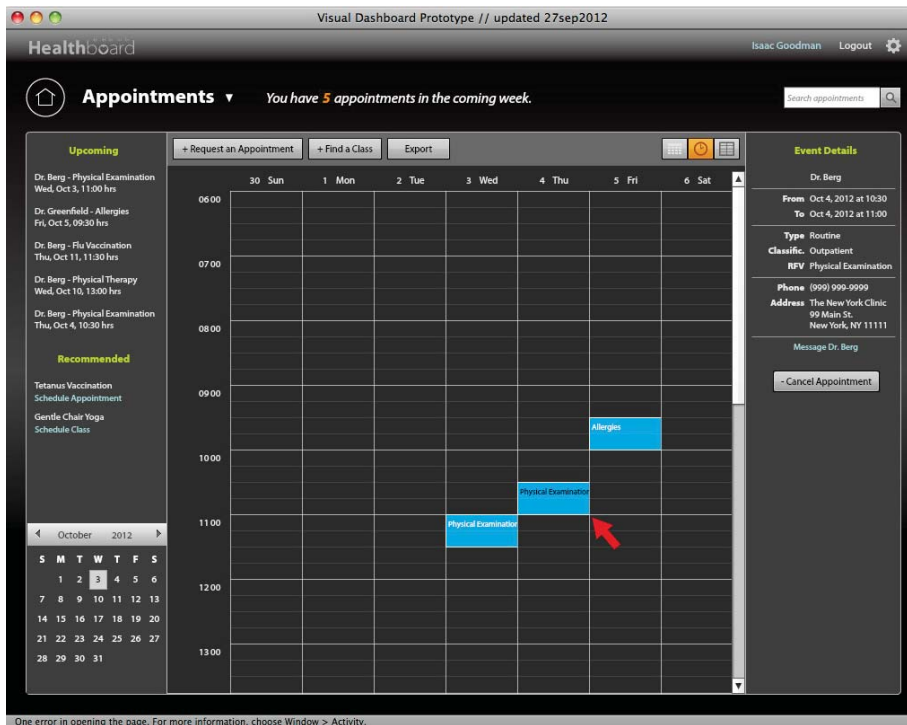 Visual Dashboard Prototype // updated 27sep2012
Healthboard
Isaac Goodman Logout
Appointments ▼ You have 5 appointments in the coming week.
Search appointments
Upcoming
Dr. Berg - Physical Examination
Wed, Oct 3, 11:00 hrs
Dr. Greenfield - Allergies
Fri, Oct 5, 09:30 hrs
Dr. Berg - Flu Vaccination
Thu, Oct 11, 11:30 hrs
Dr. Berg - Physical Therapy
Wed, Oct 10, 13:00 hrs
Dr. Berg - Physical Examination
Thu, Oct 4, 10:30 hrs
Recommended
Tetanus Vaccination
Schedule Appointment
Gentle Chair Yoga
Schedule Class
October 2012
S M T W T F S
1 2 3 4 5 6
7 8 9 10 11 12 13
14 15 16 17 18 19 20
21 22 23 24 25 26 27
28 29 30 31
+ Request an Appointment + Find a Class Export
30 Sun 1 Mon 2 Tue 3 Wed 4 Thu 5 Fri 6 Sat
0600
0700
0800
0900
Allergies
1000
Physical Examination
1100
Physical Examination
1200
1300
Event Details
Dr. Berg
From Oct 4, 2012 at 10:30
To Oct 4, 2012 at 11:00
Type Routine
Classific. Outpatient
RFV Physical Examination
Phone (999) 999-9999
Address The New York Clinic
99 Main St.
New York, NY 11111
Message Dr. Berg
- Cancel Appointment
One error in opening the page. For more information, choose Window > Activity.